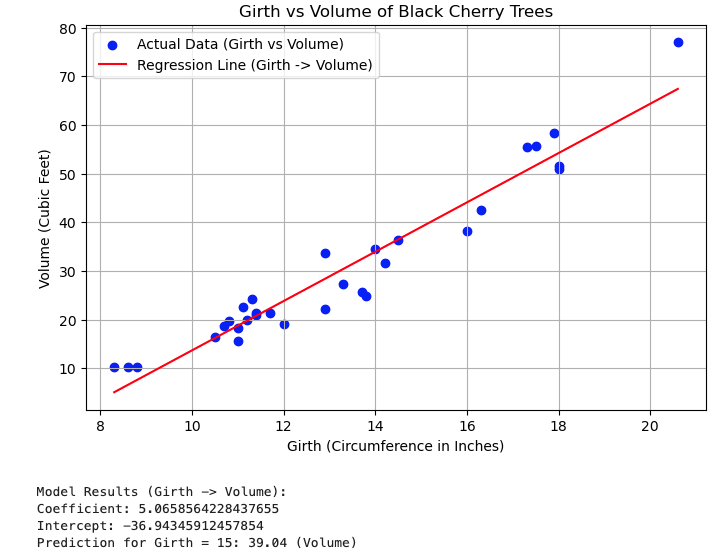 Girth vs Volume of Black Cherry Trees
Actual Data (Girth vs Volume)
Regression Line (Girth -> Volume)
80
70
60
50
40
30
20
10
Volume (Cubic Feet)
8 10 12 14 16 18 20
Girth (Circumference in Inches)
Model Results (Girth -> Volume):
Coefficient: 5.0658564228437655
Intercept: -36.94345912457854
Prediction for Girth = 15: 39.04 (Volume)